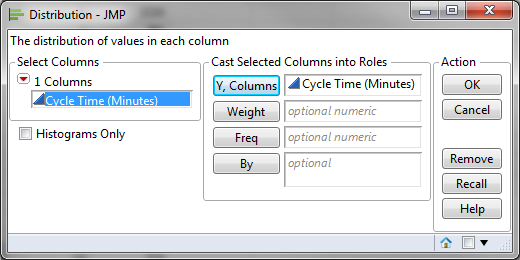 Distribution - JMP
The distribution of values in each column
Select Columns
1 Columns
Cycle Time (Minutes)
Histograms Only
Cast Selected Columns into Roles
Y, Columns
Cycle Time (Minutes)
Weight
optional numeric
Freq
optional numeric
By
optional
Action
OK
Cancel
Remove
Recall
Help